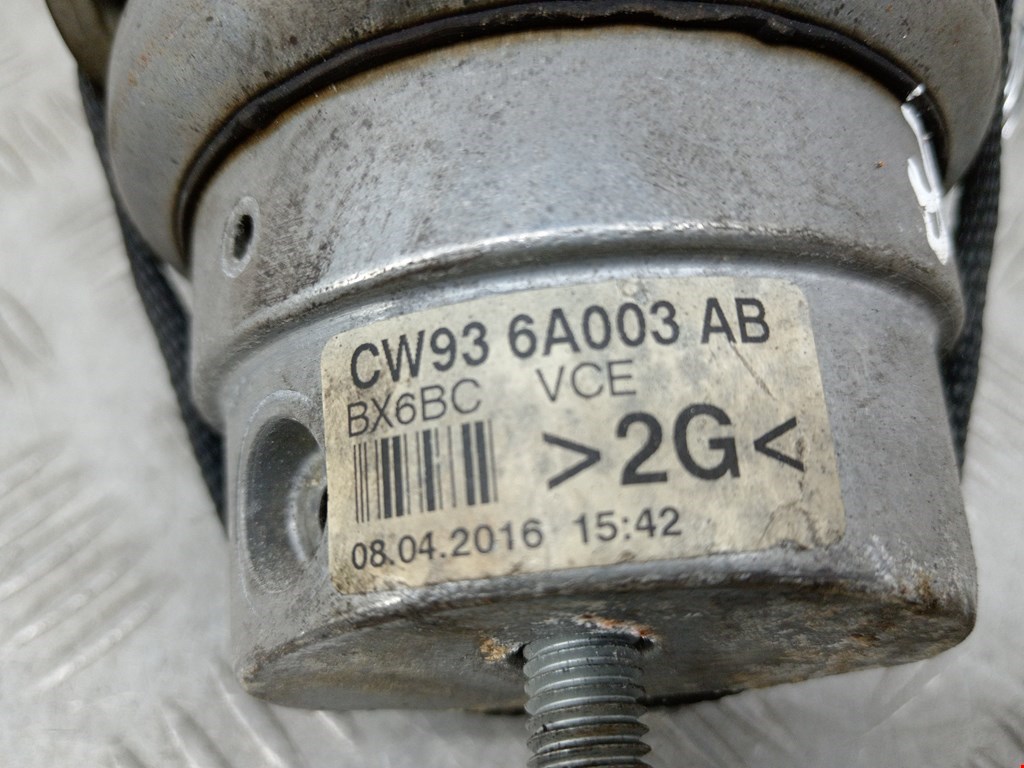 CW93 6A003 AB
BX6BC VCE
>2G<
08.04.2016 15:42